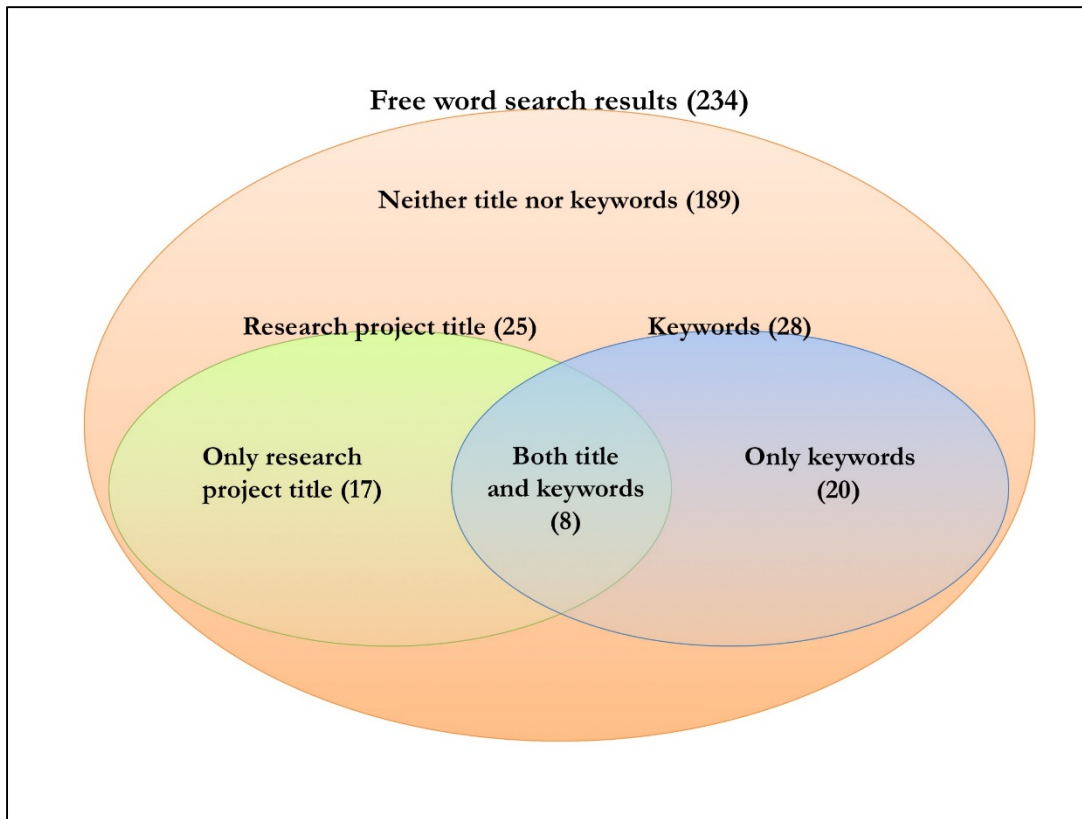 Free word search results (234)
Neither title nor keywords (189)
Research project title (25)
Keywords (28)
Only research
project title (17)
Both title
and keywords
(8)
Only keywords
(20)